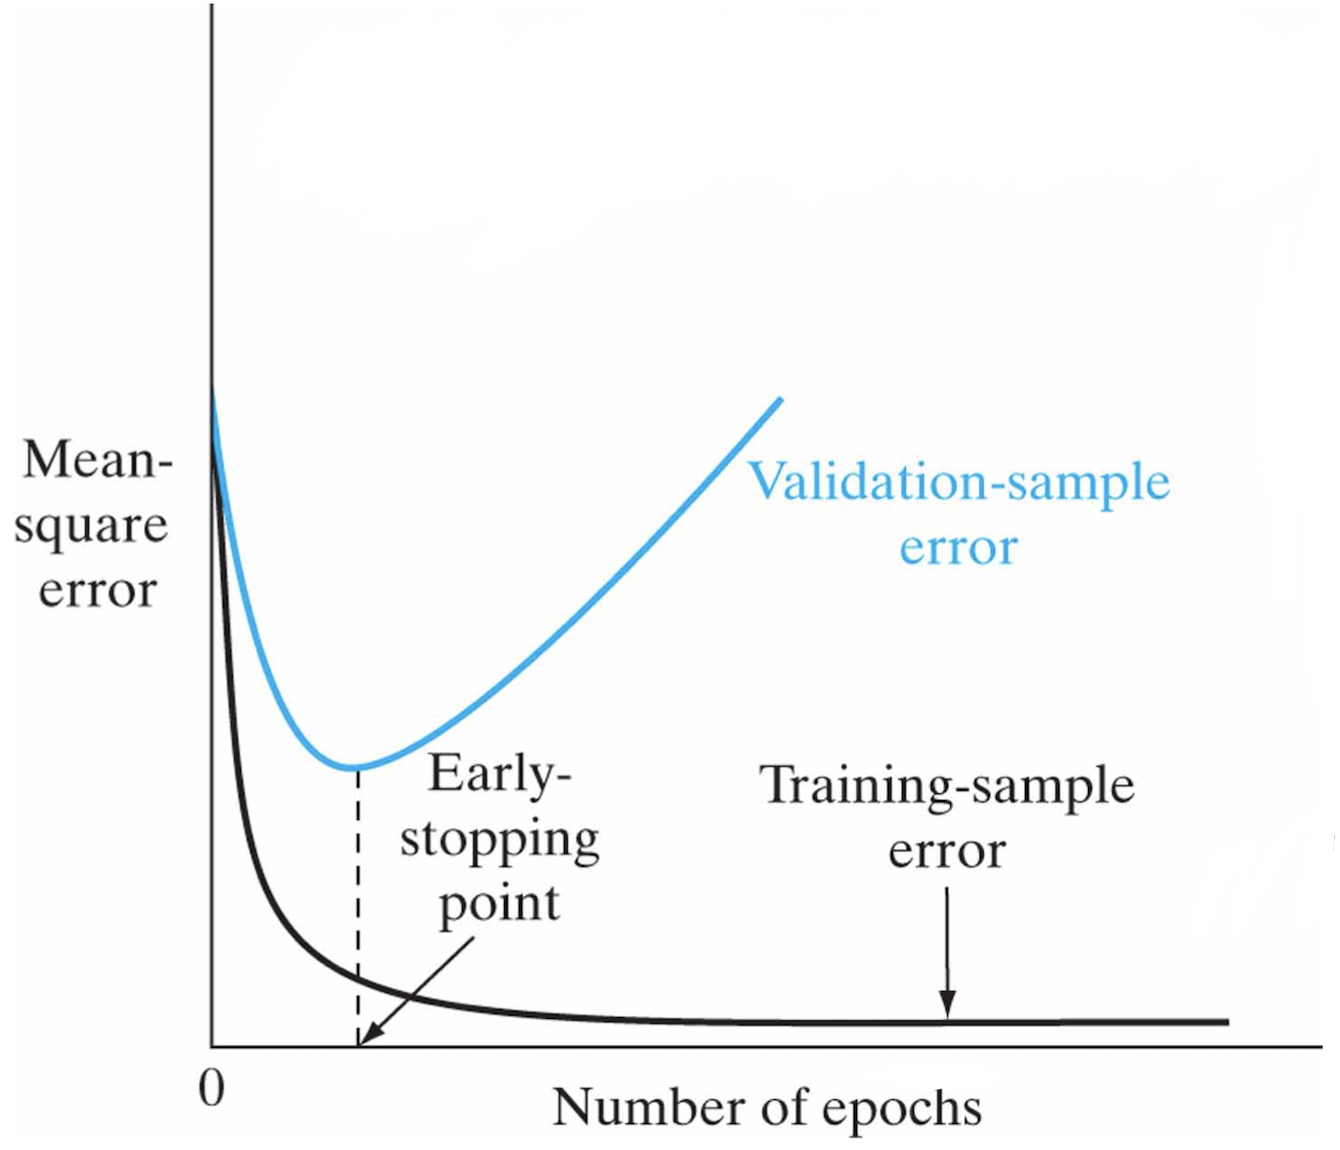 Mean-
square
error
Validation-sample
error
Early-
stopping
point
Training-sample
error
0
Number of epochs